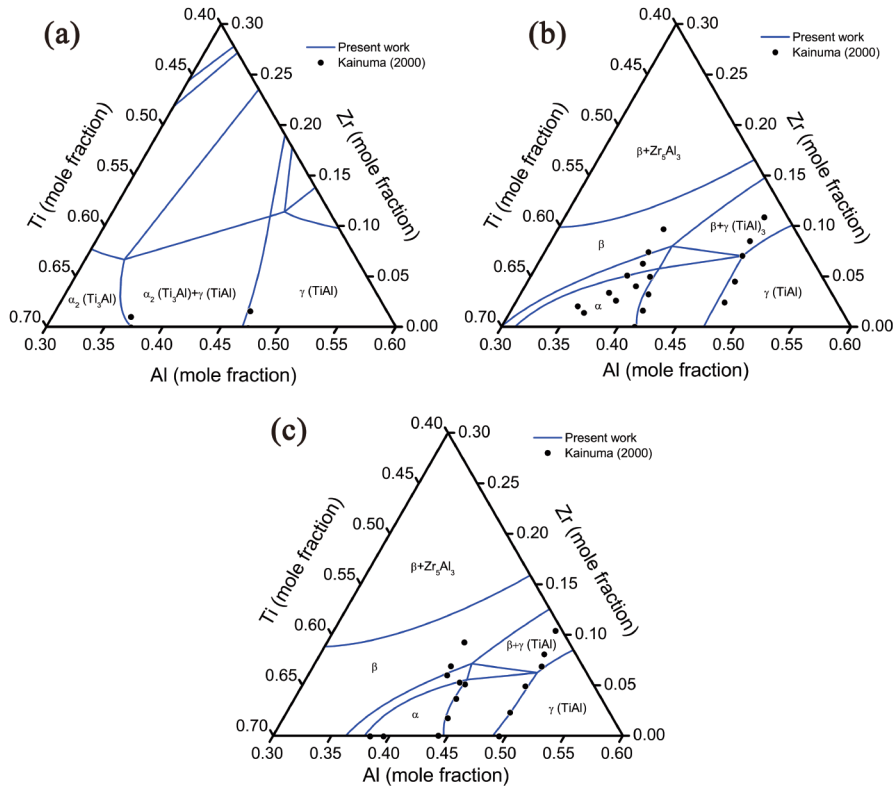 (a)
Present work
Kainuma (2000)
0.40
0.45
0.50
0.55
0.60
0.65
0.70
Ti (mole fraction)
0.30
0.25
0.20
0.15
0.10
0.05
0.00
Zr (mole fraction)
α2 (Ti3Al)
α2 (Ti3Al)+γ (TiAl)
γ (TiAl)
0.30 0.35 0.40 0.45 0.50 0.55 0.60
Al (mole fraction)
(b)
Present work
Kainuma (2000)
0.40
0.45
0.50
0.55
0.60
0.65
0.70
Ti (mole fraction)
0.30
0.25
0.20
0.15
0.10
0.05
0.00
Zr (mole fraction)
β+Zr5Al3
β
β+γ (TiAl)3
α
γ (TiAl)
0.30 0.35 0.40 0.45 0.50 0.55 0.60
Al (mole fraction)
(c)
Present work
Kainuma (2000)
0.40
0.45
0.50
0.55
0.60
0.65
0.70
Ti (mole fraction)
0.30
0.25
0.20
0.15
0.10
0.05
0.00
Zr (mole fraction)
β+Zr5Al3
β+γ (TiAl)
β
α
γ (TiAl)
0.30 0.35 0.40 0.45 0.50 0.55 0.60
Al (mole fraction)